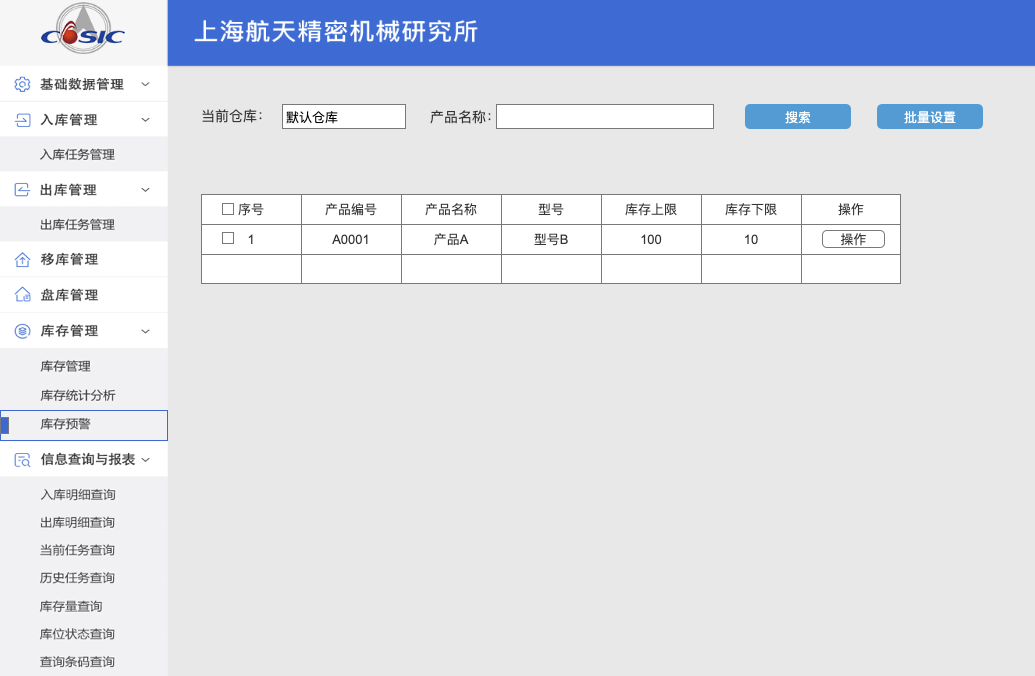 COSIC
上海航天精密机械研究所
基础数据管理
入库管理
入库任务管理
出库管理
出库任务管理
移库管理
盘库管理
库存管理
库存管理
库存统计分析
库存预警
信息查询与报表
入库明细查询
出库明细查询
当前任务查询
历史任务查询
库存量查询
库位状态查询
查询条码查询
当前仓库： 默认仓库 产品名称： 搜索 批量设置
序号 产品编号 产品名称 型号 库存上限 库存下限 操作
1 A0001 产品A 型号B 100 10 操作